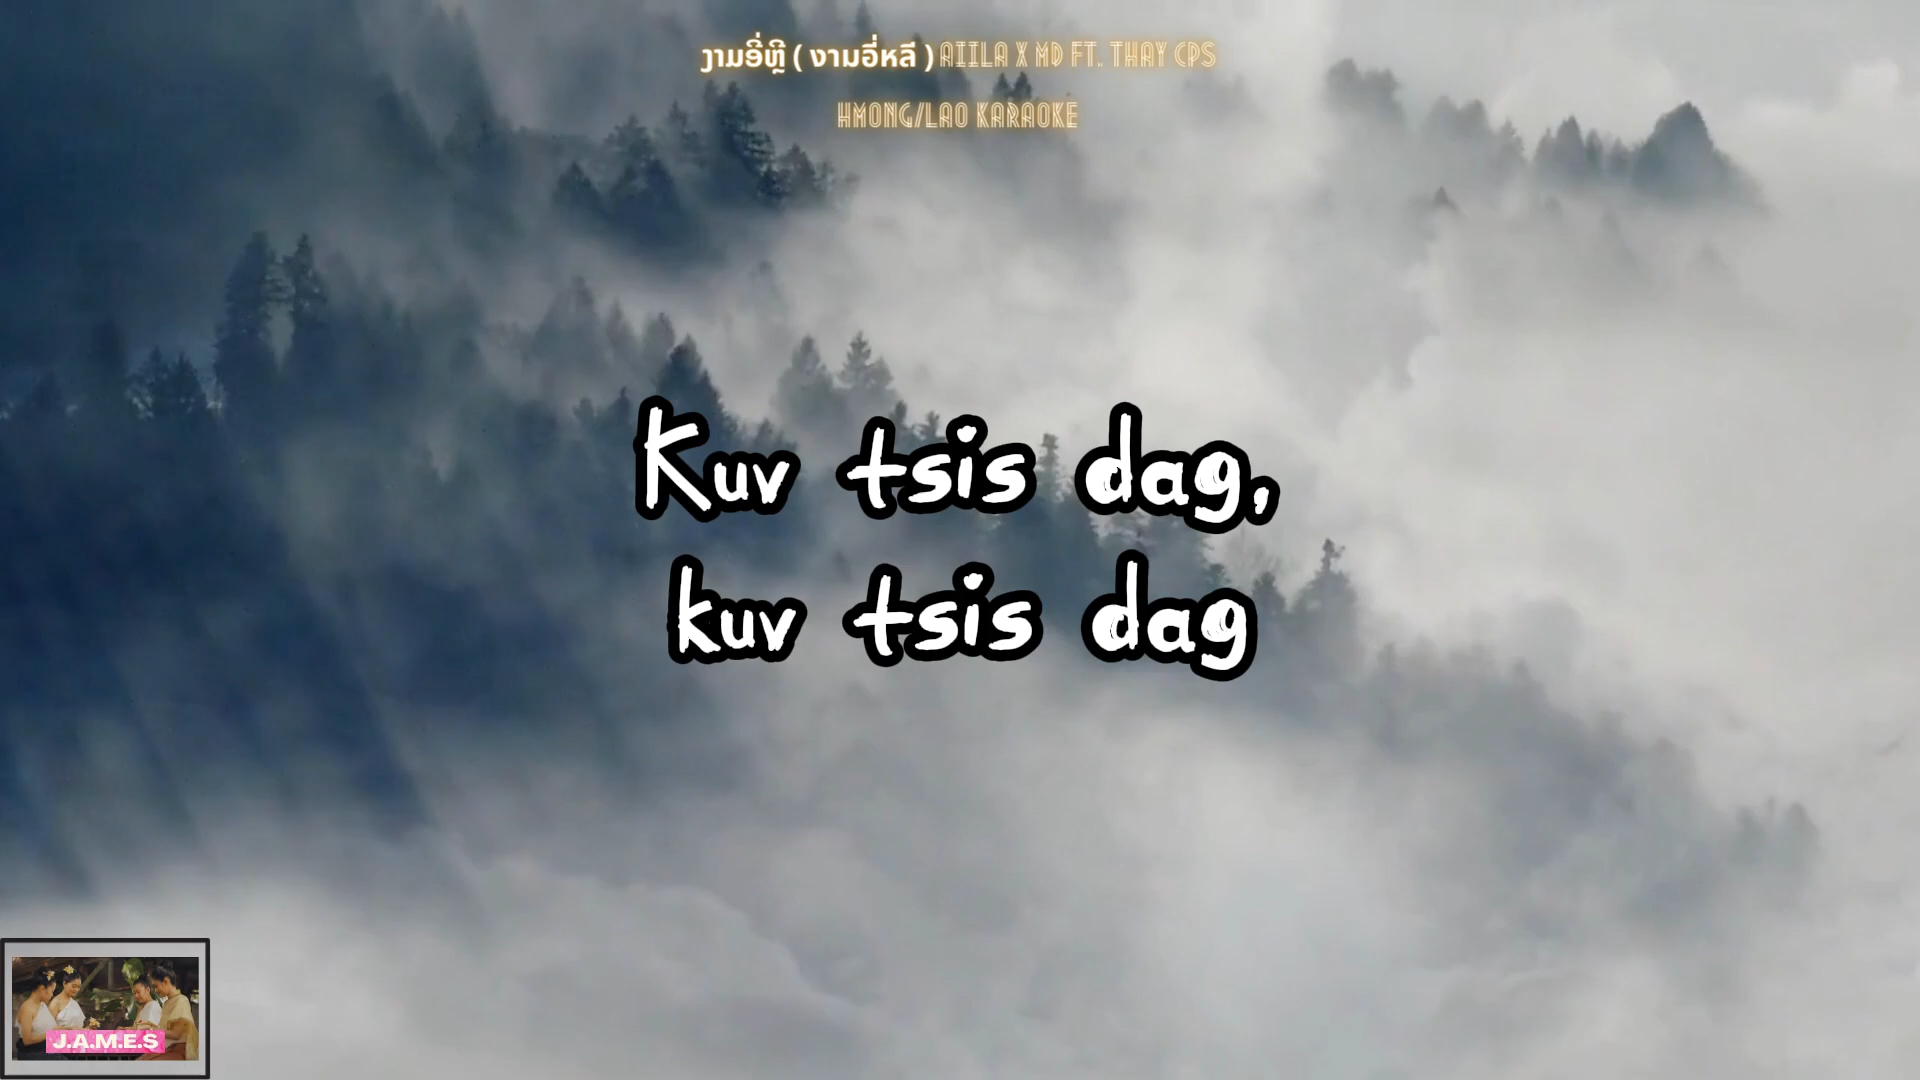 ງາມອີ່ຫຼີ ( งามอี่หลี ) AIILA X MD FT. THAY CPS
HMONG/LAO KARAOKE
Kuv tsis dag,
kuv tsis dag
J.A.M.E.S